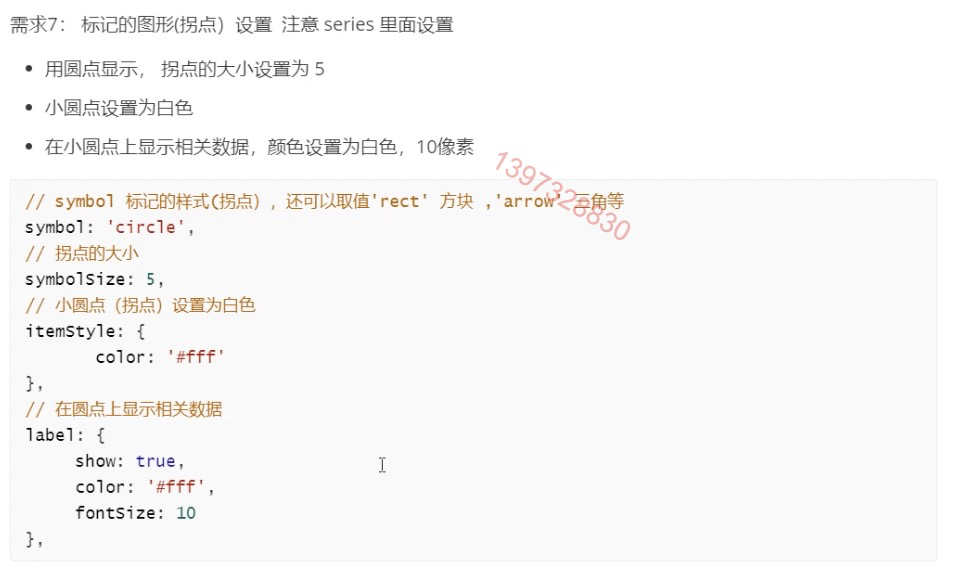 需求7： 标记的图形(拐点）设置 注意 series 里面设置
用圆点显示， 拐点的大小设置为 5
小圆点设置为白色
在小圆点上显示相关数据，颜色设置为白色，10像素
13973328830
// symbol 标记的样式(拐点），还可以取值'rect' 方块 ,'arrow' 三角等
symbol: 'circle',
// 拐点的大小
symbolSize: 5,
// 小圆点（拐点）设置为白色
itemStyle: {
color: '#fff'
},
// 在圆点上显示相关数据
label: {
show: true,
color: '#fff',
fontSize: 10
},